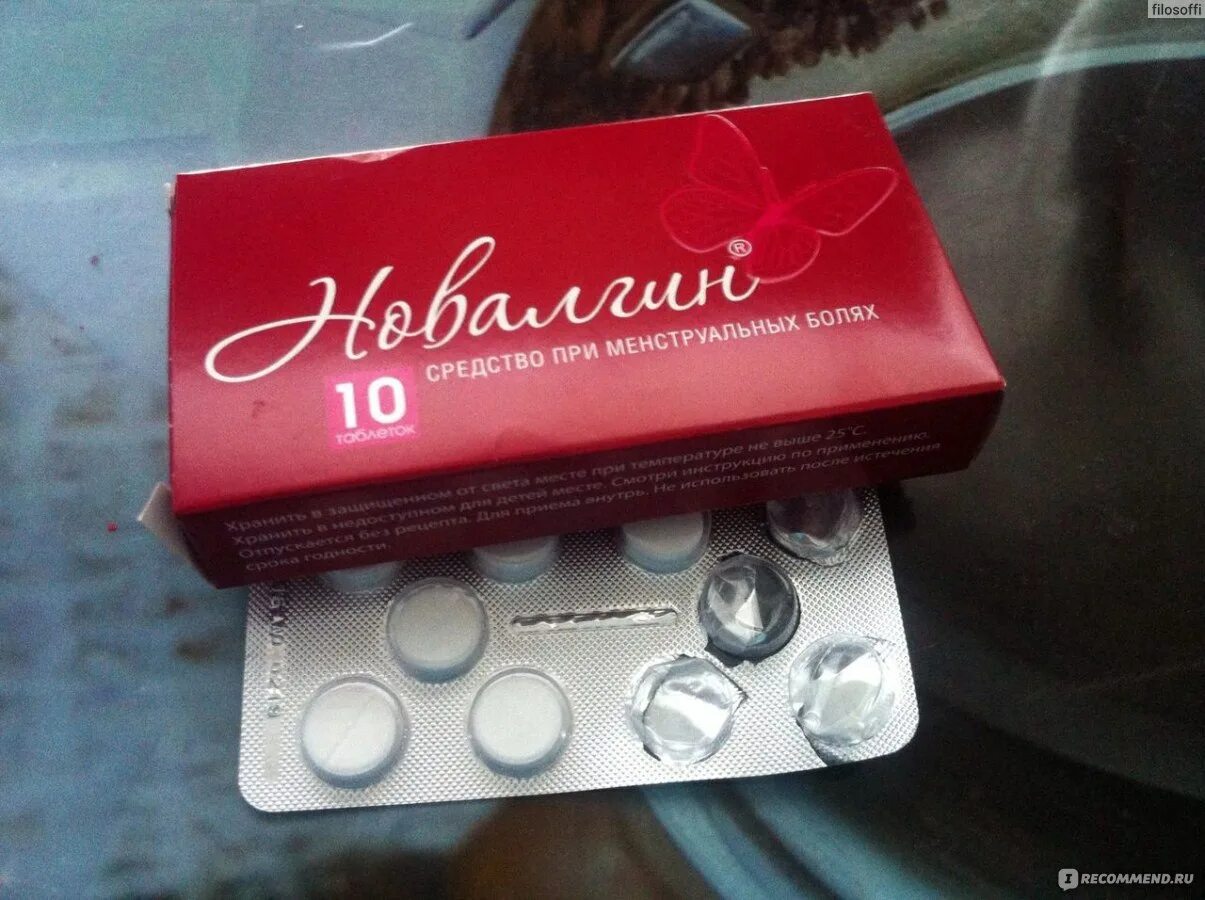 filosoffi
Новалгин®
СРЕДСТВО ПРИ МЕНСТРУАЛЬНЫХ БОЛЯХ
10
таблеток
Хранить в защищенном от света месте при температуре не выше 25°С.
Хранить в недоступном для детей месте. Смотри инструкцию по применению.
Отпускается без рецепта. Для приема внутрь. Не использовать после истечения
срока годности.
IRECOMMEND.RU